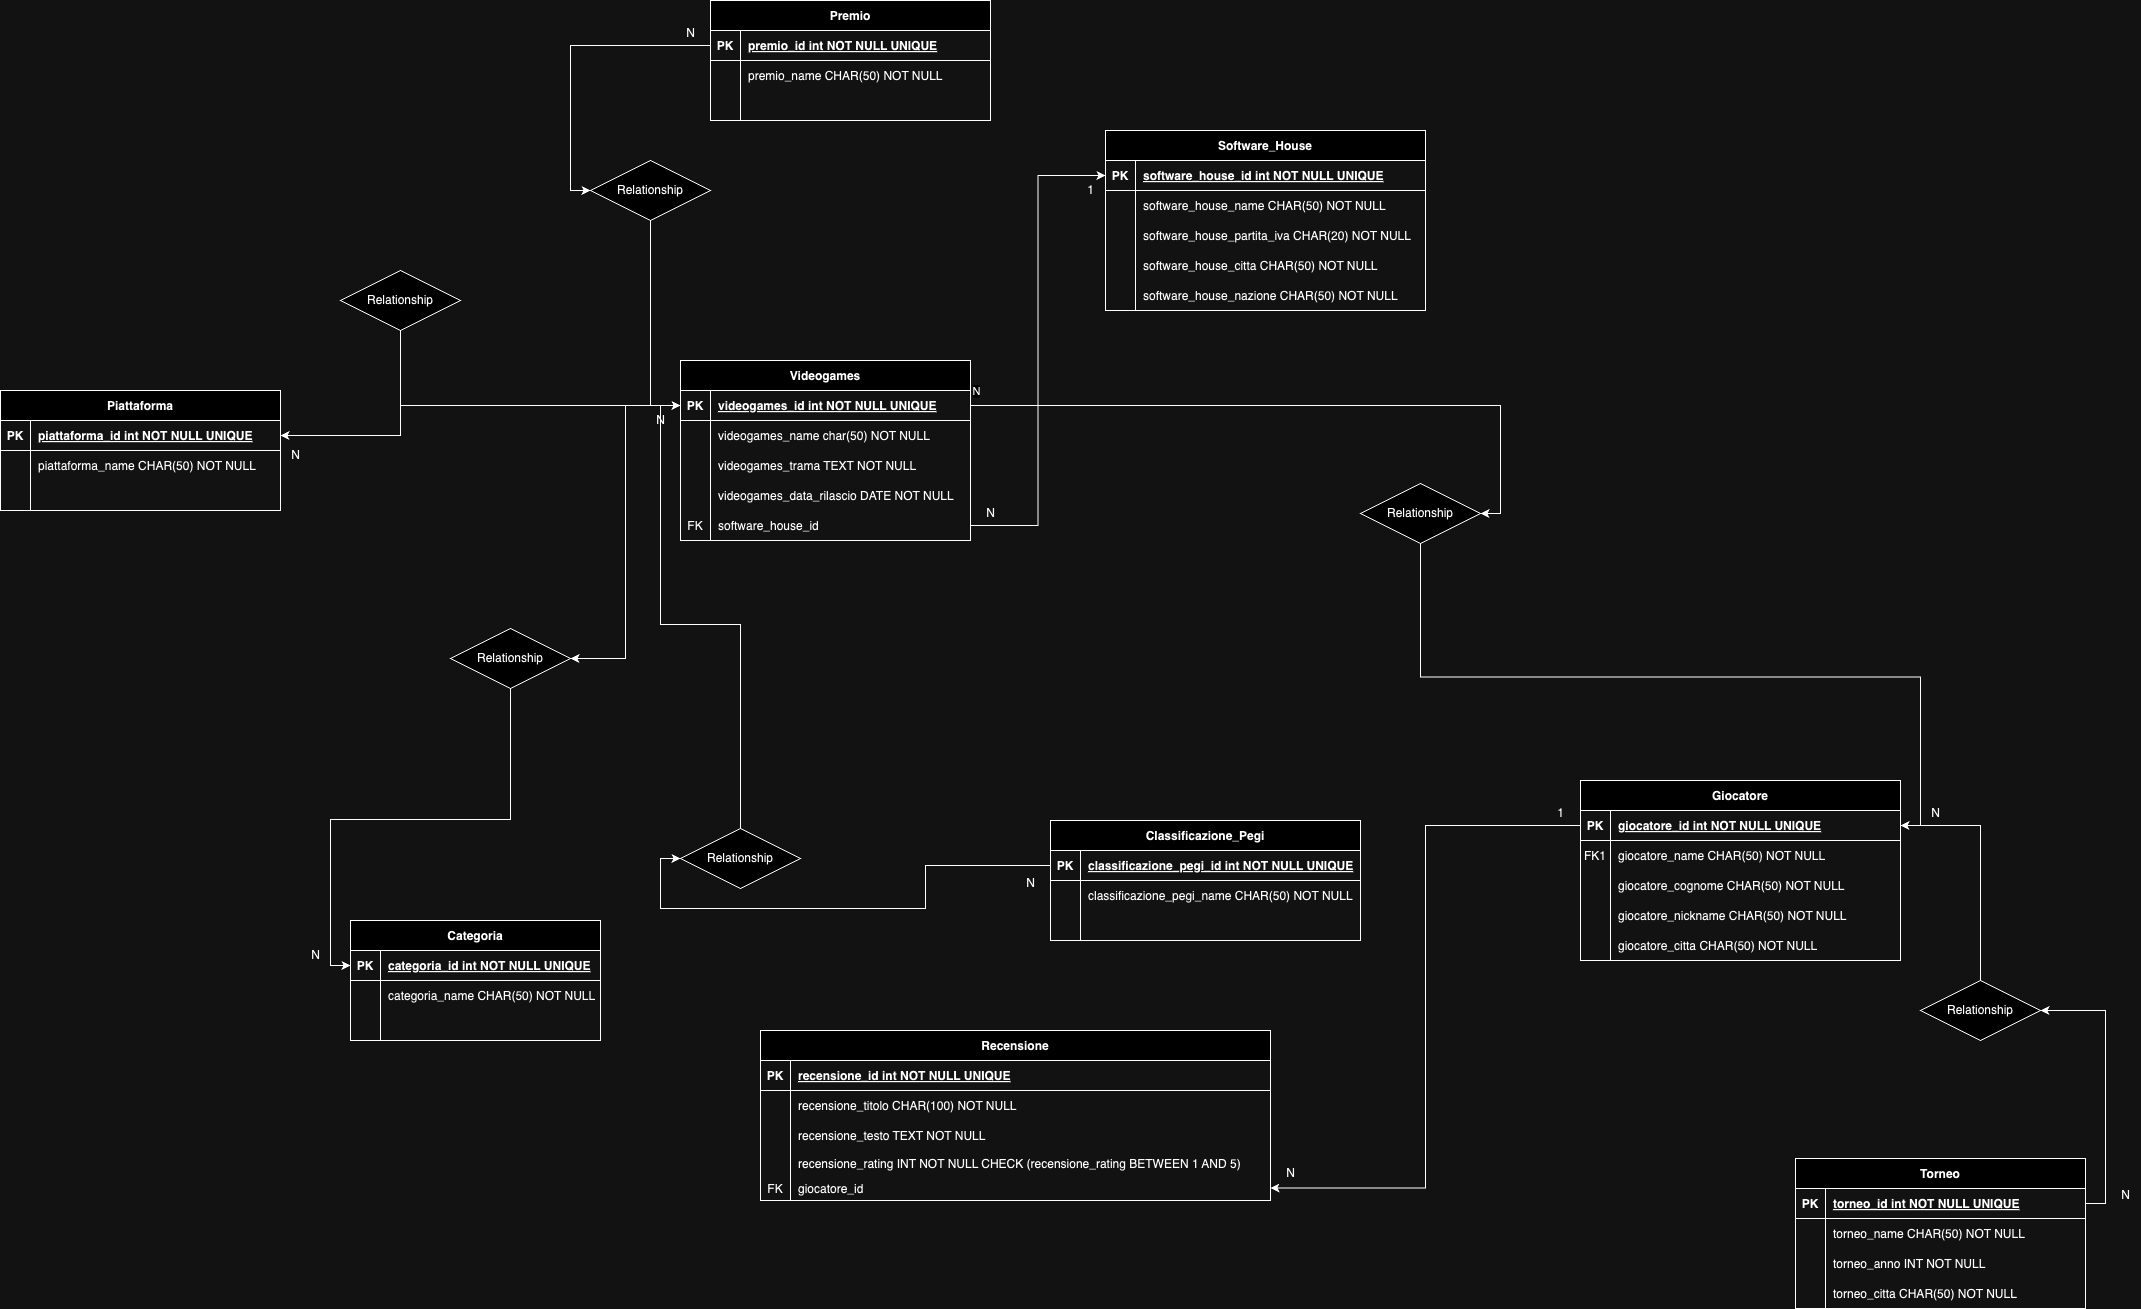 Premio
N
PK premio_id int NOT NULL UNIQUE
premio_name CHAR(50) NOT NULL
Relationship
Software_House
PK software_house_id int NOT NULL UNIQUE
1
software_house_name CHAR(50) NOT NULL
software_house_partita_iva CHAR(20) NOT NULL
software_house_citta CHAR(50) NOT NULL
software_house_nazione CHAR(50) NOT NULL
Relationship
Piattaforma
PK piattaforma_id int NOT NULL UNIQUE
N
piattaforma_name CHAR(50) NOT NULL
Videogames
N
PK videogames_id int NOT NULL UNIQUE
N
videogames_name char(50) NOT NULL
videogames_trama TEXT NOT NULL
videogames_data_rilascio DATE NOT NULL
N
FK software_house_id
Relationship
Relationship
Relationship
Classificazione_Pegi
PK classificazione_pegi_id int NOT NULL UNIQUE
N
classificazione_pegi_name CHAR(50) NOT NULL
Giocatore
1
N
PK giocatore_id int NOT NULL UNIQUE
FK1 giocatore_name CHAR(50) NOT NULL
giocatore_cognome CHAR(50) NOT NULL
giocatore_nickname CHAR(50) NOT NULL
giocatore_citta CHAR(50) NOT NULL
Categoria
N
PK categoria_id int NOT NULL UNIQUE
categoria_name CHAR(50) NOT NULL
Relationship
Recensione
PK recensione_id int NOT NULL UNIQUE
recensione_titolo CHAR(100) NOT NULL
recensione_testo TEXT NOT NULL
recensione_rating INT NOT NULL CHECK (recensione_rating BETWEEN 1 AND 5)
N
FK giocatore_id
Torneo
N
PK torneo_id int NOT NULL UNIQUE
torneo_name CHAR(50) NOT NULL
torneo_anno INT NOT NULL
torneo_citta CHAR(50) NOT NULL